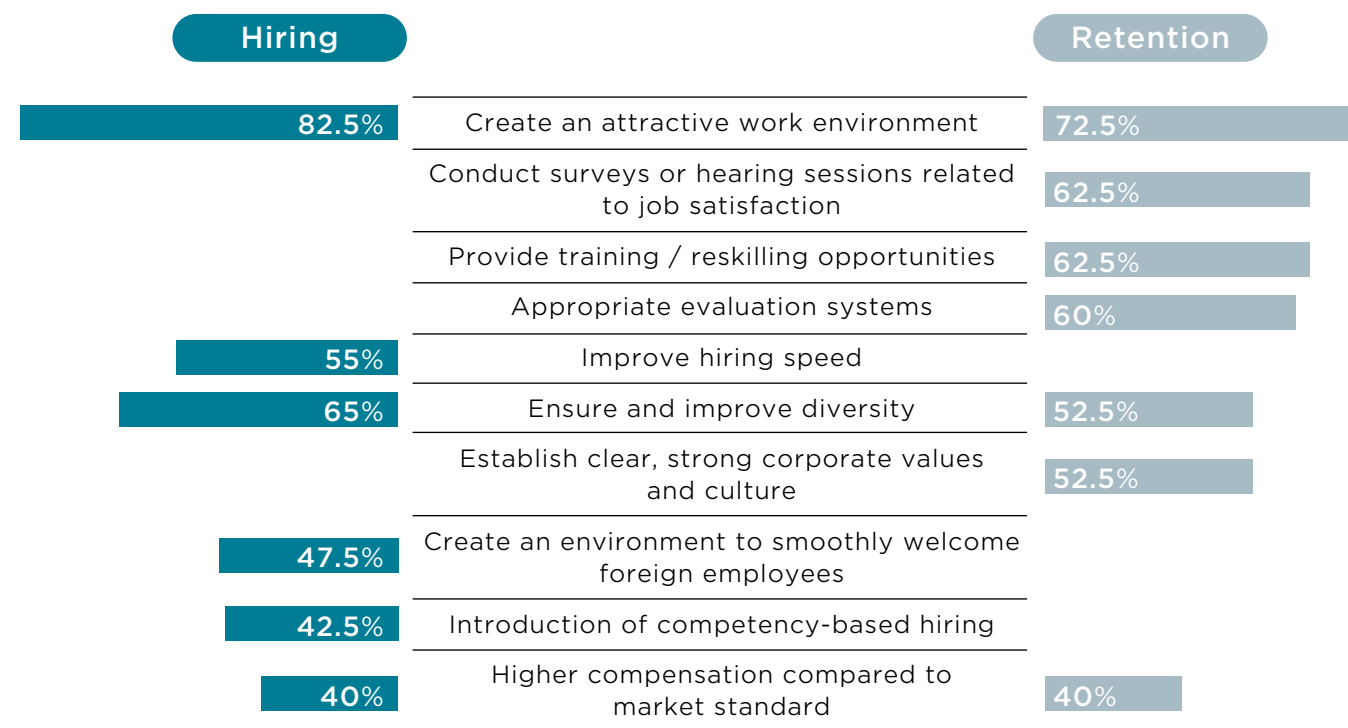 Hiring
Retention
82.5%
Create an attractive work environment
72.5%
Conduct surveys or hearing sessions related
to job satisfaction
62.5%
Provide training / reskilling opportunities
62.5%
Appropriate evaluation systems
60%
55%
Improve hiring speed
65%
Ensure and improve diversity
52.5%
Establish clear, strong corporate values
and culture
52.5%
47.5%
Create an environment to smoothly welcome
foreign employees
42.5%
Introduction of competency-based hiring
40%
Higher compensation compared to
market standard
40%